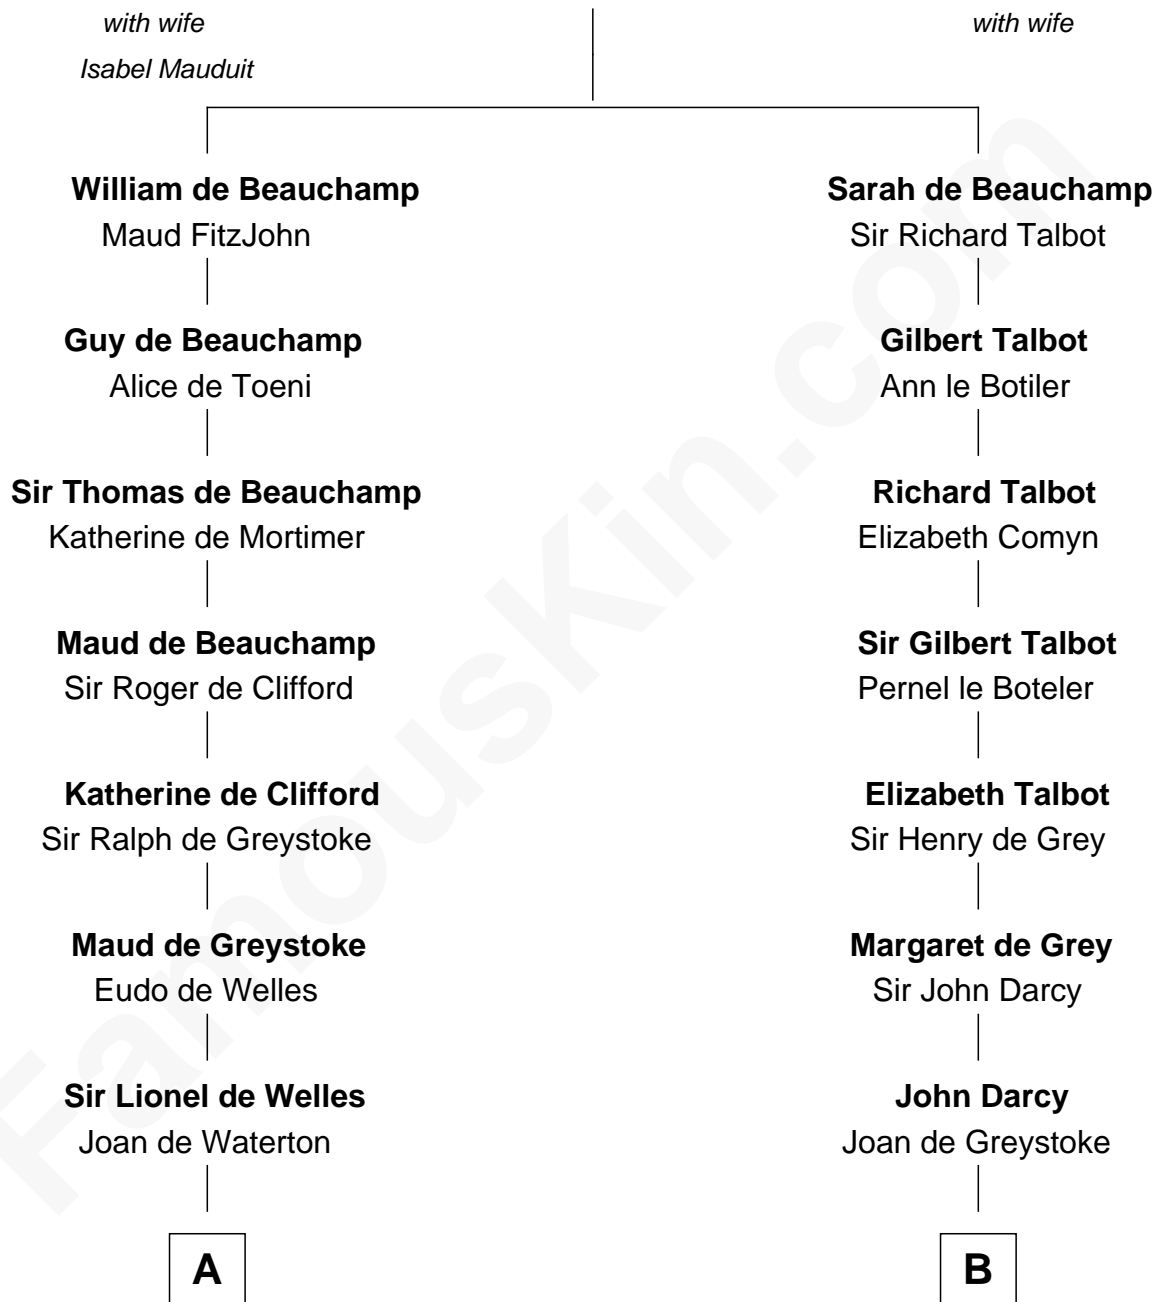 with wife
with wife
Isabel Mauduit
William de Beauchamp
Sarah de Beauchamp
Maud FitzJohn
Sir Richard Talbot
Guy de Beauchamp
Gilbert Talbot
Alice de Toeni
Ann le Botiler
Sir Thomas de Beauchamp
Richard Talbot
Katherine de Mortimer
Elizabeth Comyn
Maud de Beauchamp
Sir Gilbert Talbot
Sir Roger de Clifford
Pernel le Boteler
Katherine de Clifford
Elizabeth Talbot
Sir Ralph de Greystoke
Sir Henry de Grey
Maud de Greystoke
Margaret de Grey
Eudo de Welles
Sir John Darcy
Sir Lionel de Welles
John Darcy
Joan de Waterton
Joan de Greystoke
A
B
FamousKin.com